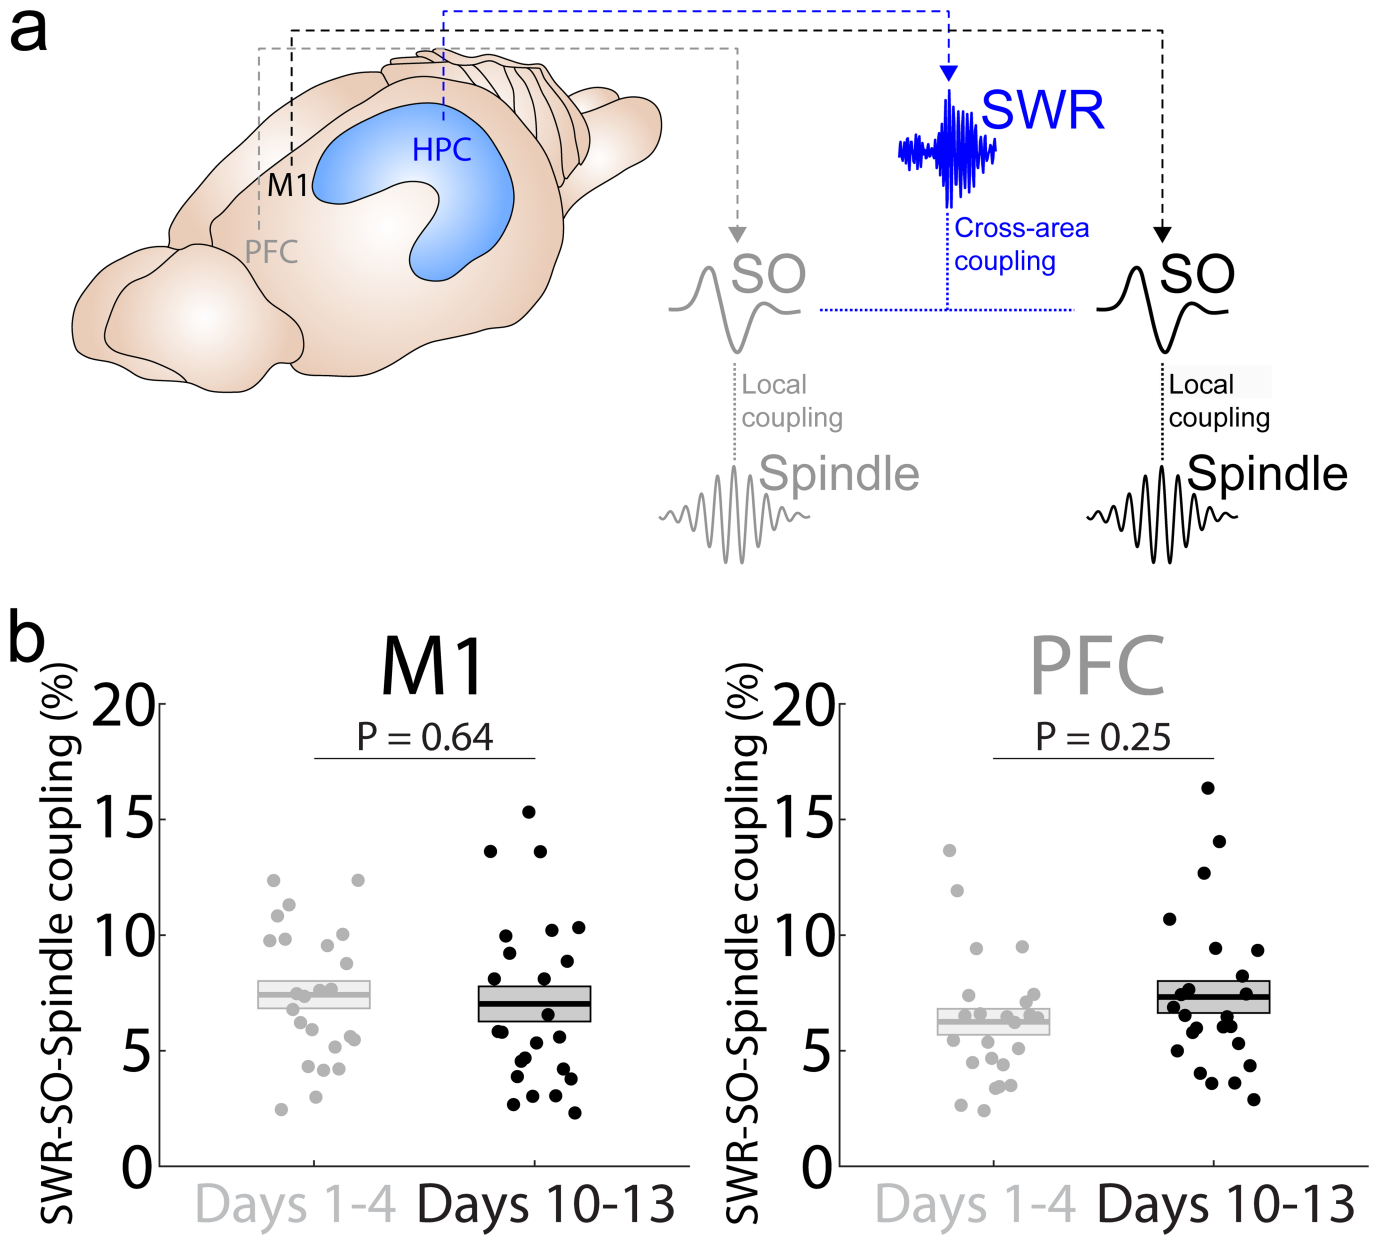 a
HPC
M1
PFC
SWR
Cross-area
coupling
SO
SO
Local
coupling
Local
coupling
Spindle
Spindle
b
M1
SWR-SO-Spindle coupling (%)
20
15
10
5
0
P = 0.64
Days 1-4
Days 10-13
PFC
SWR-SO-Spindle coupling (%)
20
15
10
5
0
P = 0.25
Days 1-4
Days 10-13